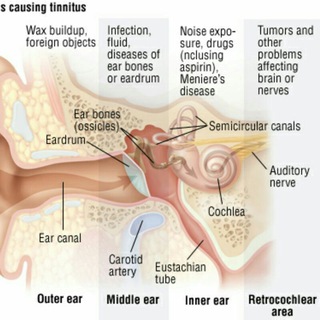 s causing tinnitus
Wax buildup,
foreign objects
Infection,
fluid,
diseases of
ear bones
or eardrum
Noise expo-
sure, drugs
(nclusing
aspirin),
Meniere's
disease
Tumors and
other
problems
affecting
brain or
nerves
Ear bones
(ossicles)
Eardrum
Semicircular canals
Auditory
nerve
Cochlea
Ear canal
Carotid
artery
Eustachian
tube
Outer ear
Middle ear
Inner ear
Retrocochlear
area